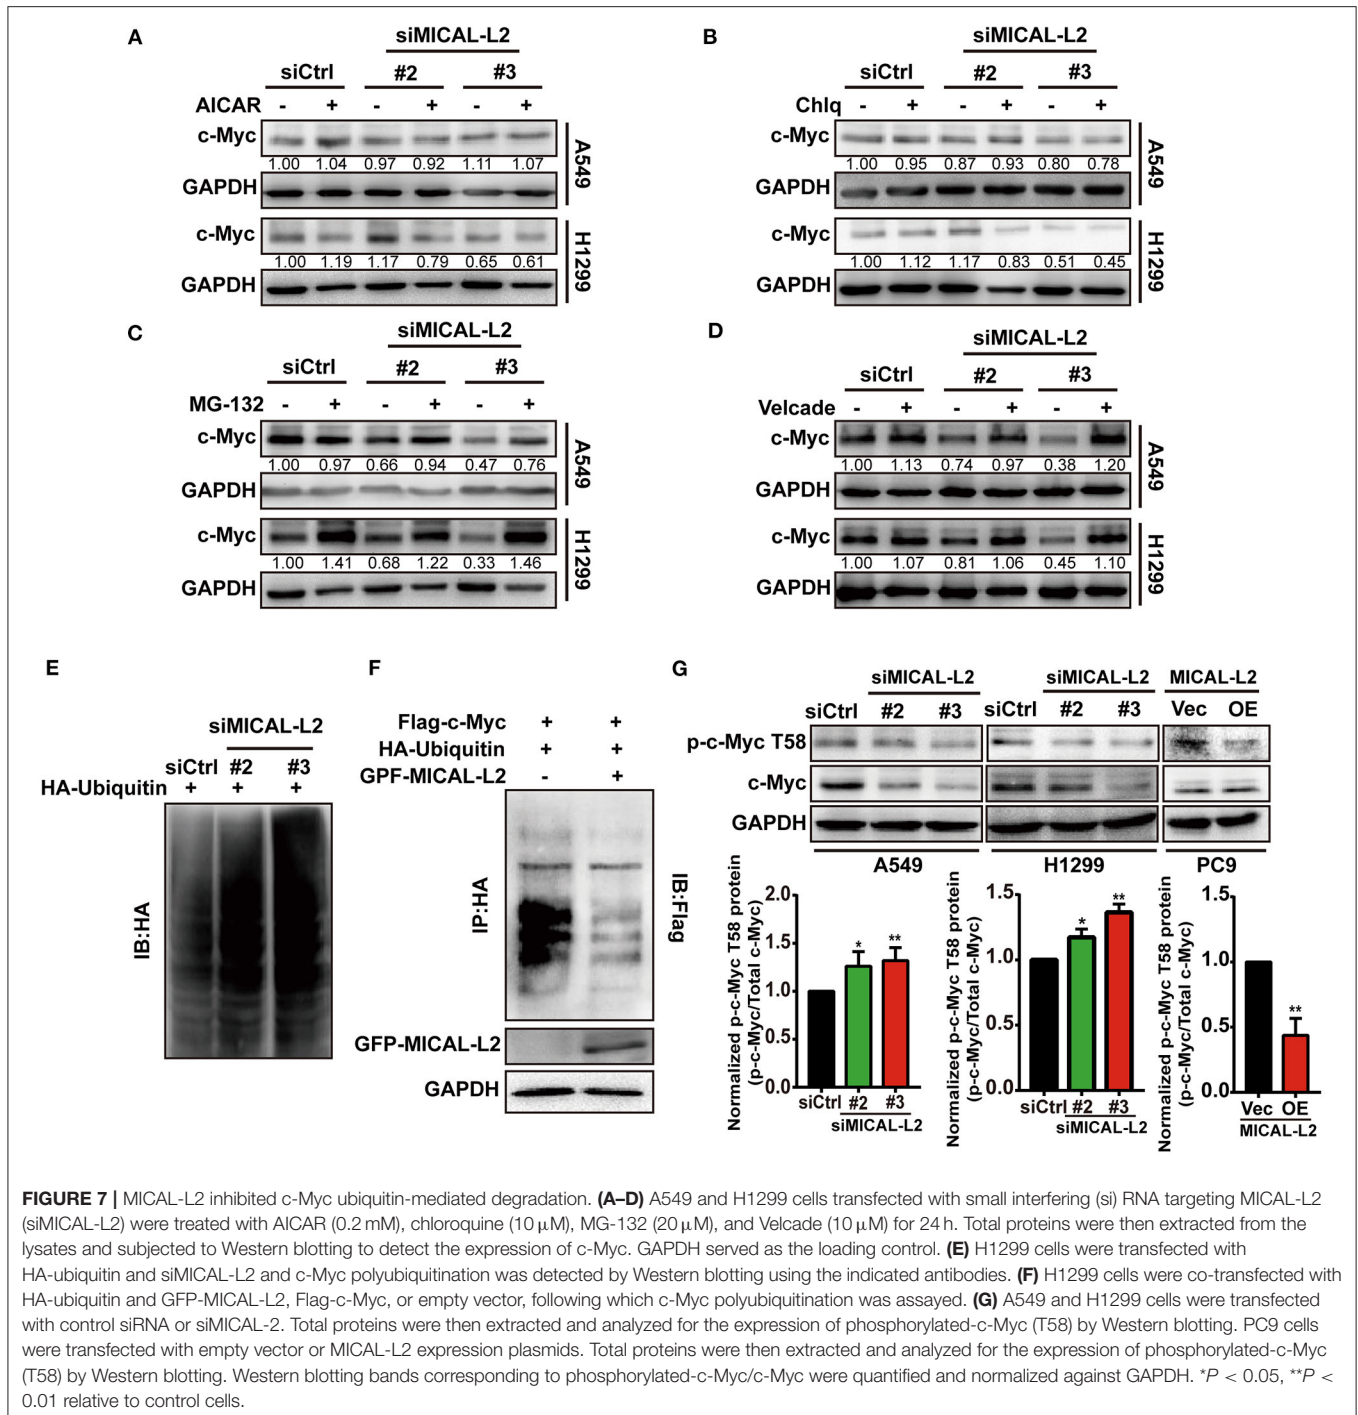 A
siMICAL-L2
siCtrl #2 #3
AICAR - + - + - +
c-Myc
1.00 1.04 0.97 0.92 1.11 1.07
GAPDH
A549
c-Myc
1.00 1.19 1.17 0.79 0.65 0.61
GAPDH
H1299
B
siMICAL-L2
siCtrl #2 #3
Chlq - + - + - +
c-Myc
1.00 0.95 0.87 0.93 0.80 0.78
GAPDH
A549
c-Myc
1.00 1.12 1.17 0.83 0.51 0.45
GAPDH
H1299
C
siMICAL-L2
siCtrl #2 #3
MG-132 - + - + - +
c-Myc
1.00 0.97 0.66 0.94 0.47 0.76
GAPDH
A549
c-Myc
1.00 1.41 0.68 1.22 0.33 1.46
GAPDH
H1299
D
siMICAL-L2
siCtrl #2 #3
Velcade - + - + - +
c-Myc
1.00 1.13 0.74 0.97 0.38 1.20
GAPDH
A549
c-Myc
1.00 1.07 0.81 1.06 0.45 1.10
GAPDH
H1299
E
siMICAL-L2
siCtrl #2 #3
HA-Ubiquitin + + +
IB:HA
F
Flag-c-Myc + +
HA-Ubiquitin + +
GPF-MICAL-L2 - +
IP:HA
IB:Flag
GFP-MICAL-L2
GAPDH
G
siMICAL-L2 siMICAL-L2 MICAL-L2
siCtrl #2 #3 siCtrl #2 #3 Vec OE
p-c-Myc T58
c-Myc
GAPDH
A549 H1299 PC9
Normalized p-c-Myc T58 protein
(p-c-Myc/Total c-Myc)
2.0
1.5
1.0
0.5
0.0
* **
siCtrl #2 #3
siMICAL-L2
Normalized p-c-Myc T58 protein
(p-c-Myc/Total c-Myc)
1.5
1.0
0.5
0.0
* **
siCtrl #2 #3
siMICAL-L2
Normalized p-c-Myc T58 protein
(p-c-Myc/Total c-Myc)
1.5
1.0
0.5
0.0
**
Vec OE
MICAL-L2
FIGURE 7 | MICAL-L2 inhibited c-Myc ubiquitin-mediated degradation. (A–D) A549 and H1299 cells transfected with small interfering (si) RNA targeting MICAL-L2
(siMICAL-L2) were treated with AICAR (0.2 mM), chloroquine (10 μM), MG-132 (20 μM), and Velcade (10 μM) for 24 h. Total proteins were then extracted from the
lysates and subjected to Western blotting to detect the expression of c-Myc. GAPDH served as the loading control. (E) H1299 cells were transfected with
HA-ubiquitin and siMICAL-L2 and c-Myc polyubiquitination was detected by Western blotting using the indicated antibodies. (F) H1299 cells were co-transfected with
HA-ubiquitin and GFP-MICAL-L2, Flag-c-Myc, or empty vector, following which c-Myc polyubiquitination was assayed. (G) A549 and H1299 cells were transfected
with control siRNA or siMICAL-2. Total proteins were then extracted and analyzed for the expression of phosphorylated-c-Myc (T58) by Western blotting. PC9 cells
were transfected with empty vector or MICAL-L2 expression plasmids. Total proteins were then extracted and analyzed for the expression of phosphorylated-c-Myc
(T58) by Western blotting. Western blotting bands corresponding to phosphorylated-c-Myc/c-Myc were quantified and normalized against GAPDH. *P < 0.05, **P <
0.01 relative to control cells.